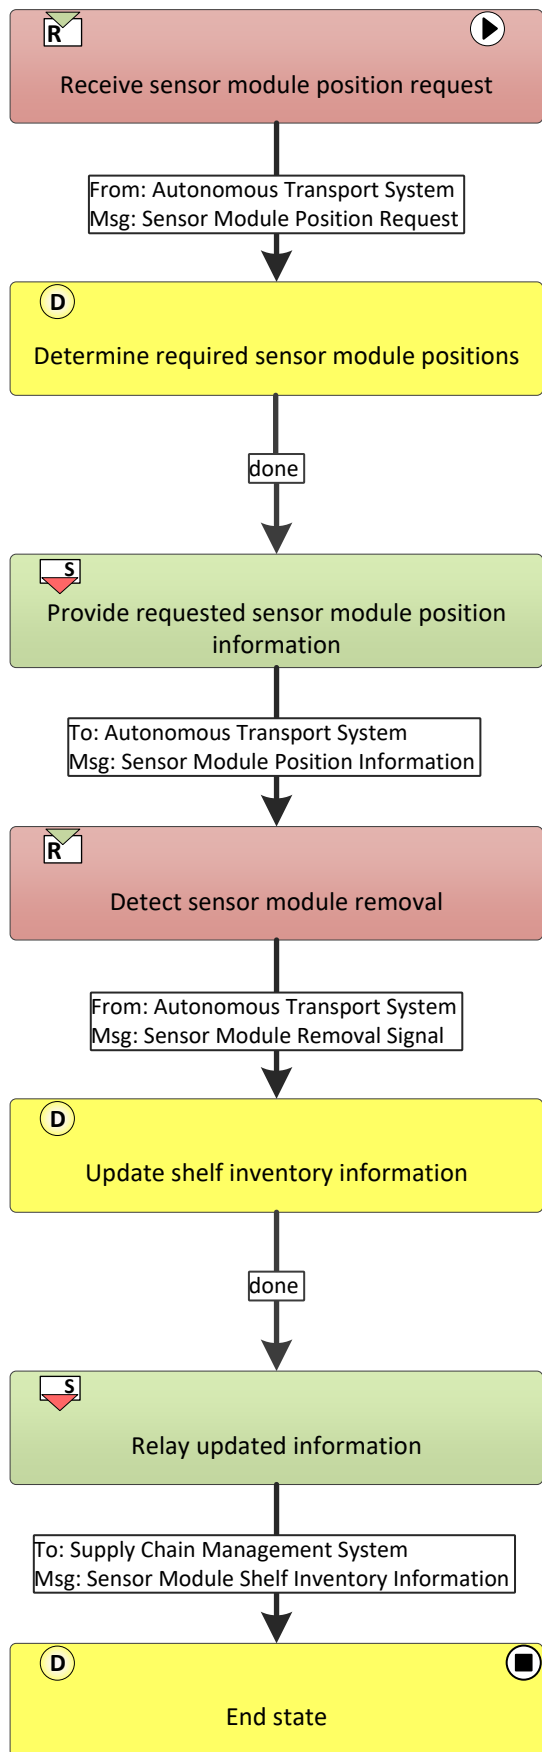 R
Receive sensor module position request
From: Autonomous Transport System
Msg: Sensor Module Position Request
D
Determine required sensor module positions
done
S
Provide requested sensor module position
information
To: Autonomous Transport System
Msg: Sensor Module Position Information
R
Detect sensor module removal
From: Autonomous Transport System
Msg: Sensor Module Removal Signal
D
Update shelf inventory information
done
S
Relay updated information
To: Supply Chain Management System
Msg: Sensor Module Shelf Inventory Information
D
End state